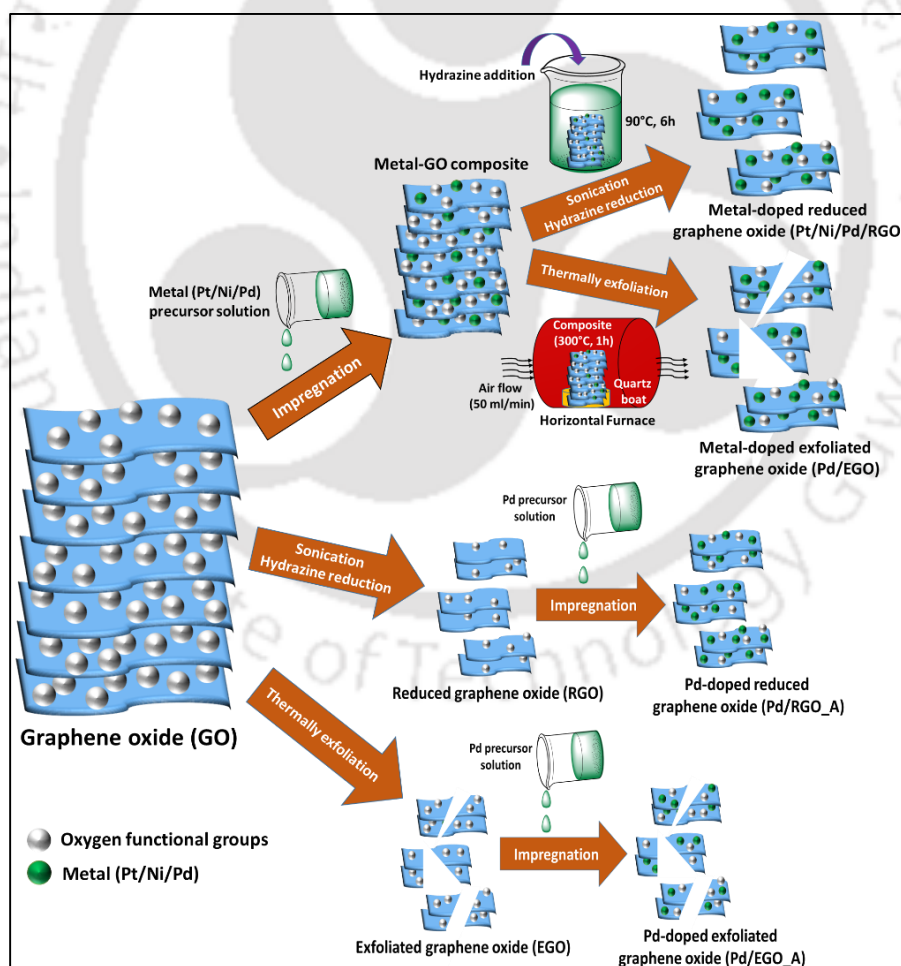 Hydrazine addition
90°C, 6h
Metal-GO composite
Sonication
Hydrazine reduction
Metal-doped reduced
graphene oxide (Pt/Ni/Pd/RGO
Metal (Pt/Ni/Pd)
precursor solution
Impregnation
Thermally exfoliation
Composite
(300°C, 1h)
Air flow
(50 ml/min)
Quartz
boat
Horizontal Furnace
Metal-doped exfoliated
graphene oxide (Pd/EGO)
Pd precursor
solution
Sonication
Hydrazine reduction
Impregnation
Reduced graphene oxide (RGO)
Pd-doped reduced
graphene oxide (Pd/RGO_A)
Graphene oxide (GO)
Thermally exfoliation
Pd precursor
solution
Impregnation
Oxygen functional groups
Metal (Pt/Ni/Pd)
Exfoliated graphene oxide (EGO)
Pd-doped exfoliated
graphene oxide (Pd/EGO_A)
of Technology
Indian